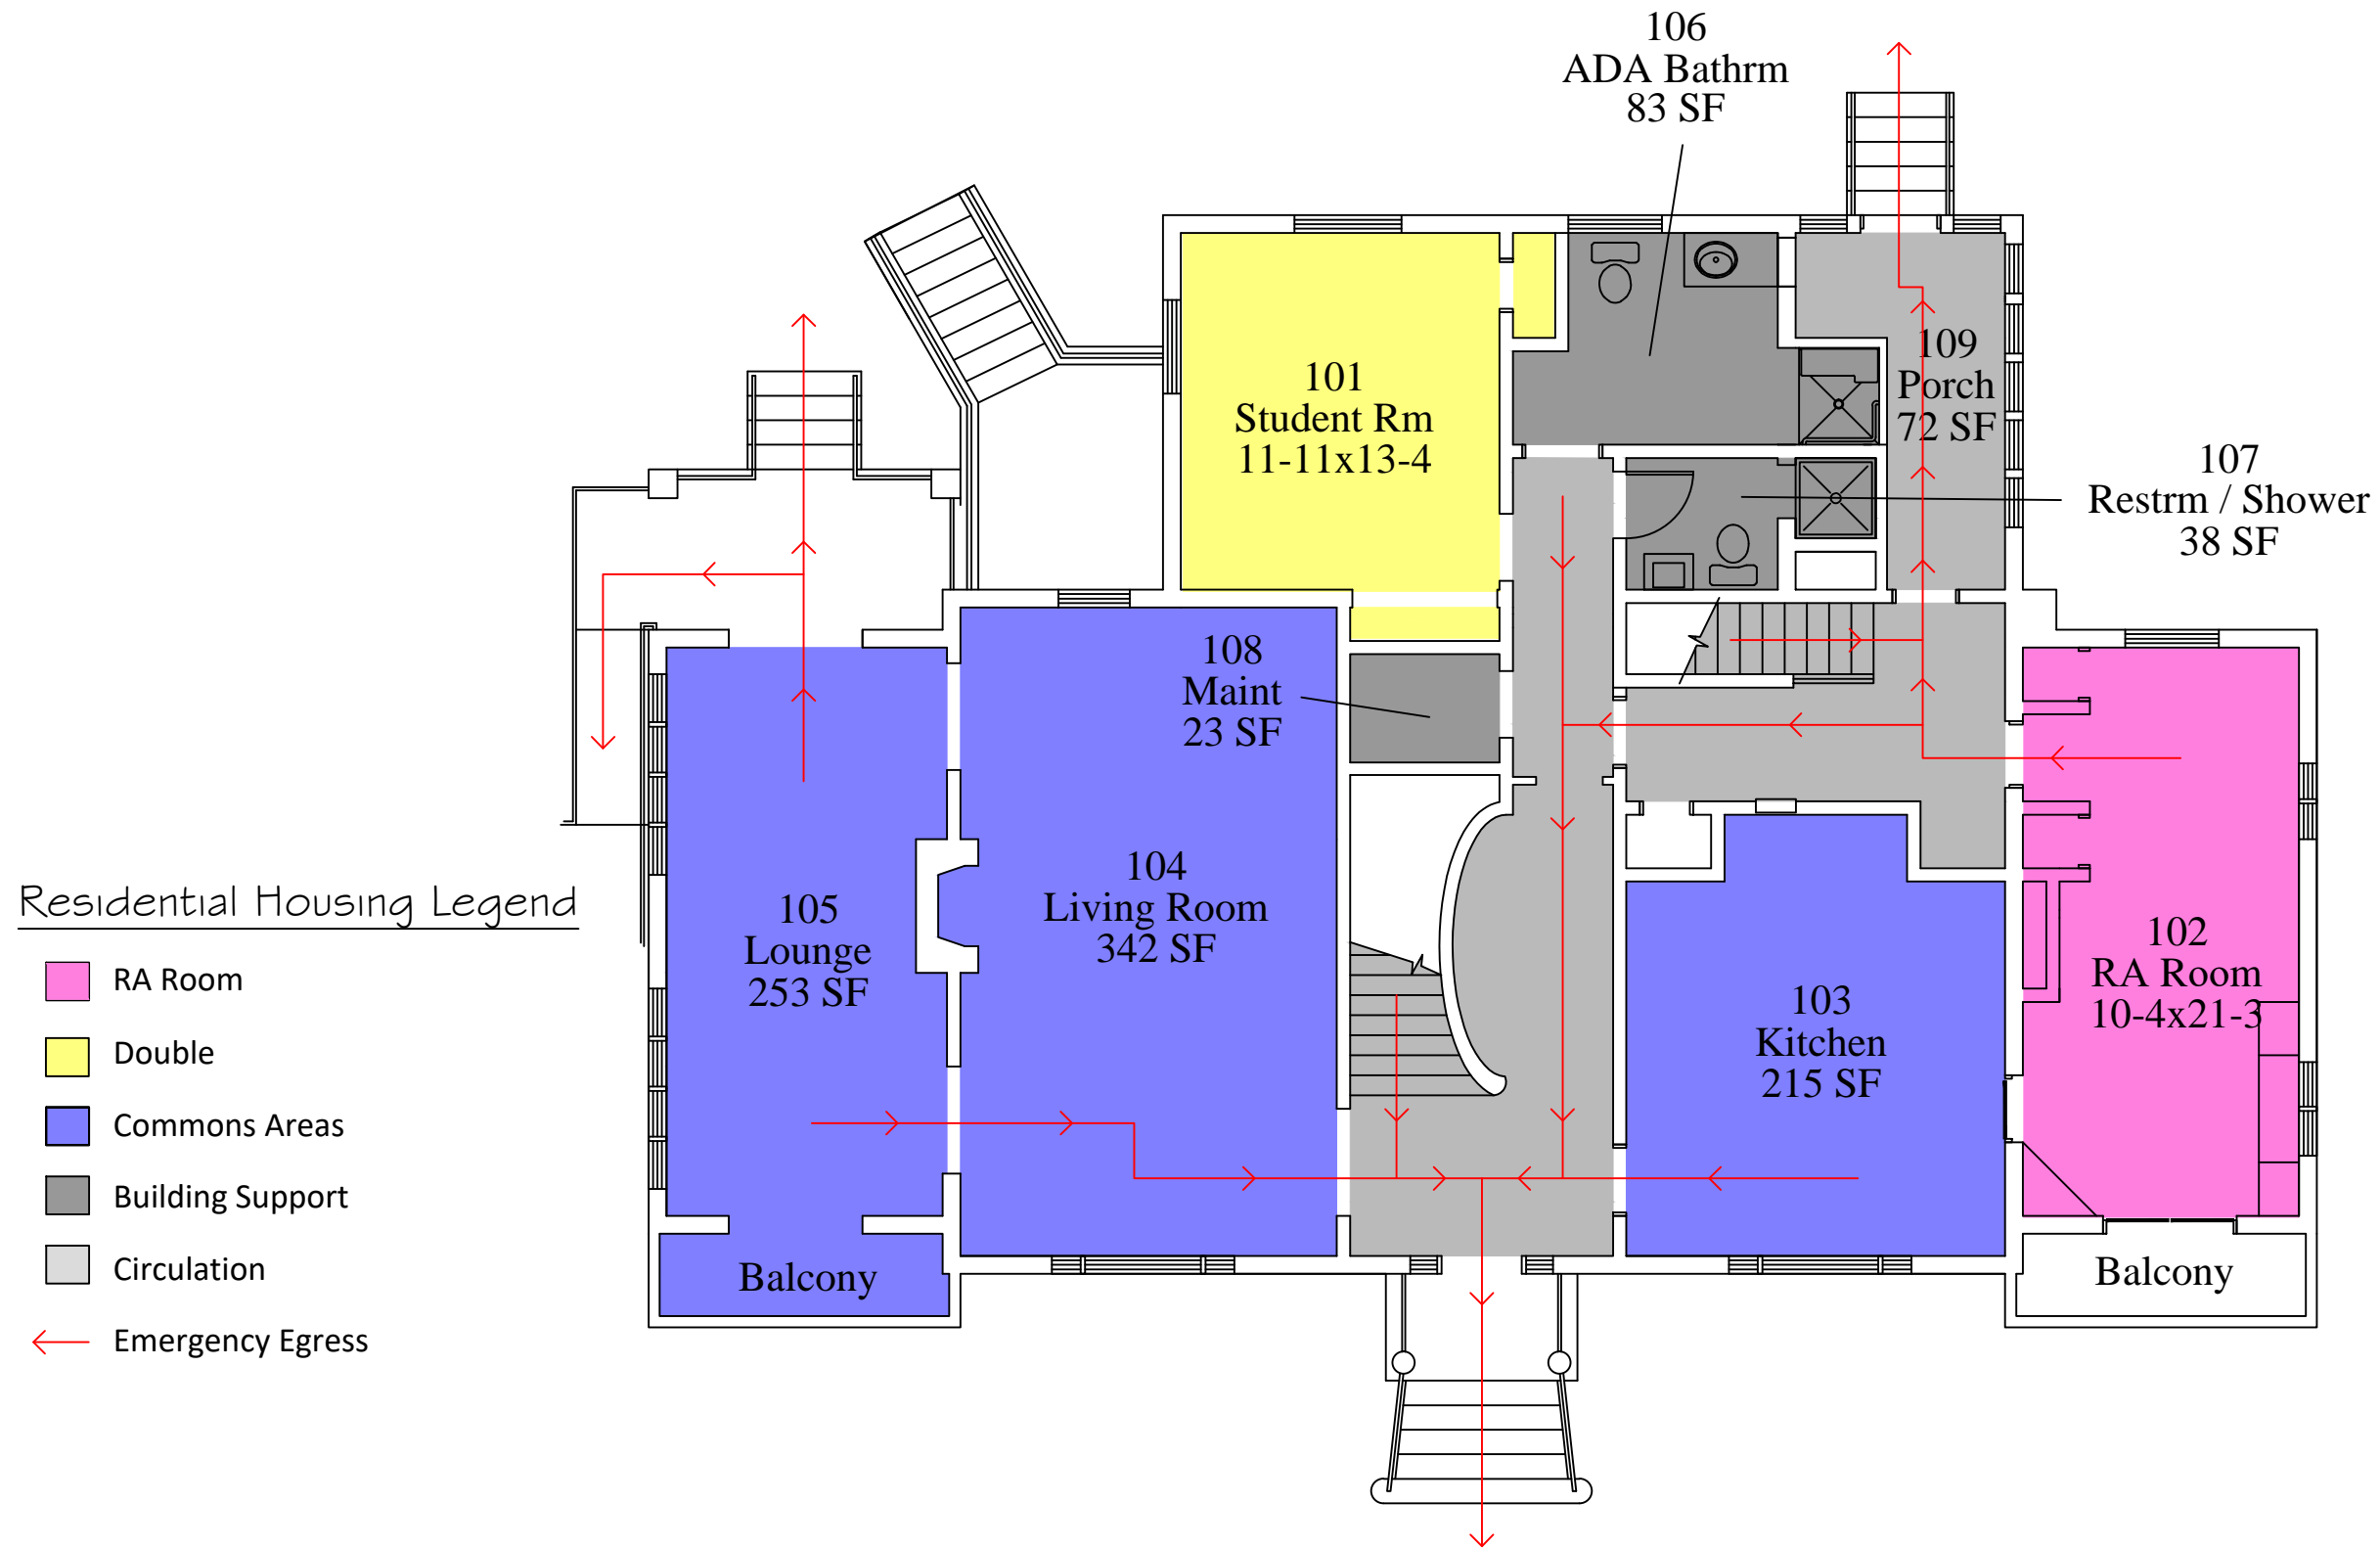 106
ADA Bathrm
83 SF
101
Student Rm
11-11x13-4
109
Porch
72 SF
107
Restrm / Shower
38 SF
108
Maint
23 SF
104
Living Room
342 SF
105
Lounge
253 SF
102
RA Room
10-4x21-3
103
Kitchen
215 SF
Balcony
Balcony
Residential Housing Legend
RA Room
Double
Commons Areas
Building Support
Circulation
Emergency Egress